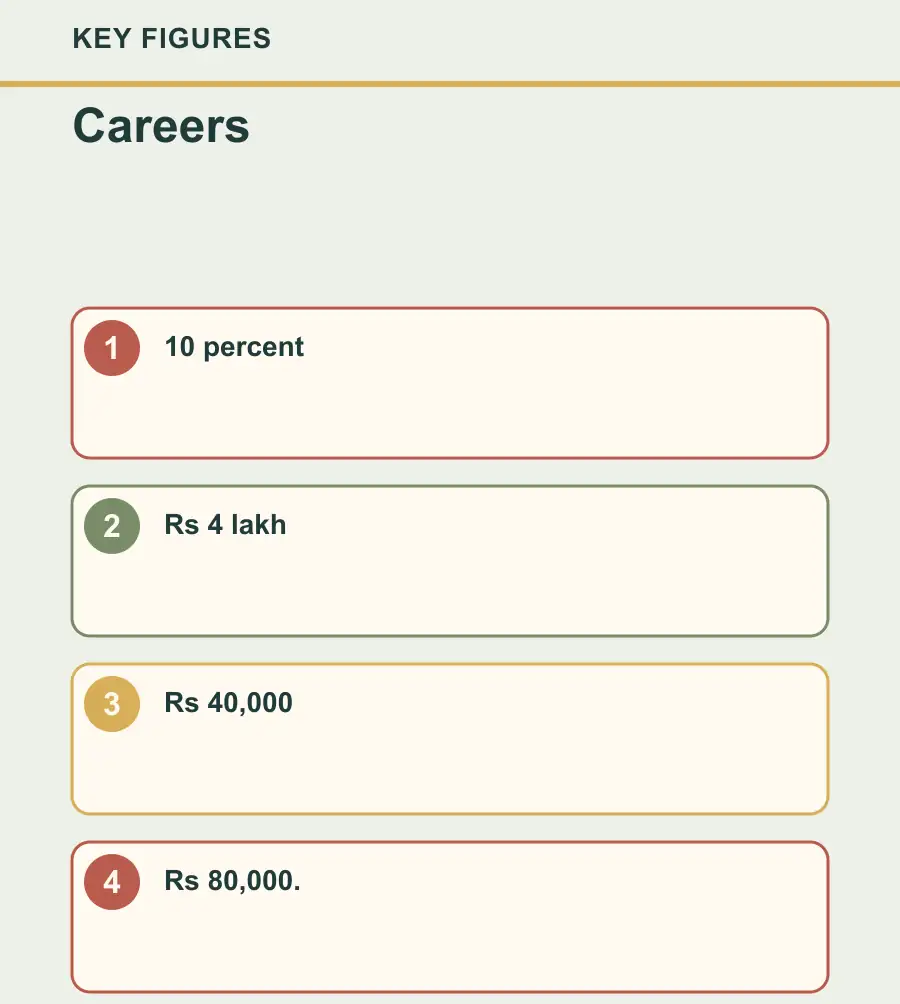 KEY FIGURES
Careers
1 10 percent
2 Rs 4 lakh
3 Rs 40,000
4 Rs 80,000.